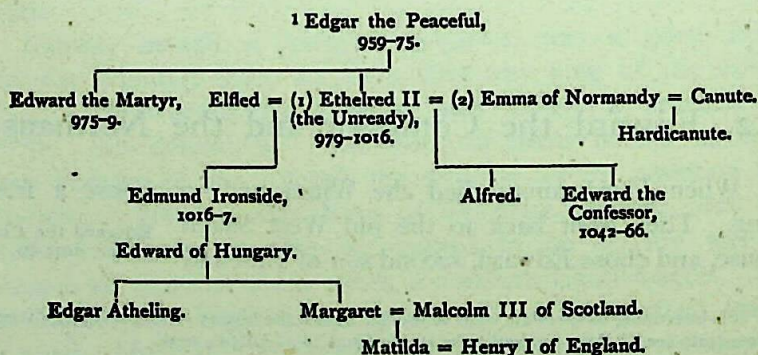 1 Edgar the Peaceful,
959-75.
Edward the Martyr, Elfled = (1) Ethelred II = (2) Emma of Normandy = Canute.
975-9. (the Unready), Hardicanute.
979-1016.
Edmund Ironside, Alfred. Edward the
1016-7. Confessor,
1042-66.
Edward of Hungary.
Edgar Atheling. Margaret = Malcolm III of Scotland.
Matilda = Henry I of England.